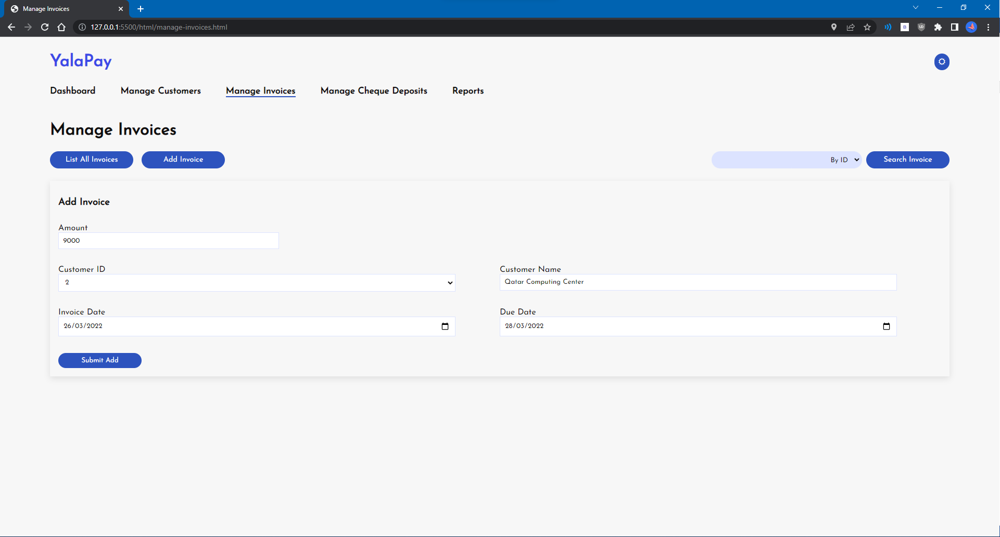 Manage Invoices
127.0.0.1:5500/html/manage-invoices.html
B
UD
YalaPay
Dashboard Manage Customers Manage Invoices Manage Cheque Deposits Reports
Manage Invoices
List All Invoices Add Invoice By ID Search Invoice
Add Invoice
Amount
9000
Customer ID Customer Name
2 Qatar Computing Center
Invoice Date Due Date
26/03/2022 28/03/2022
Submit Add